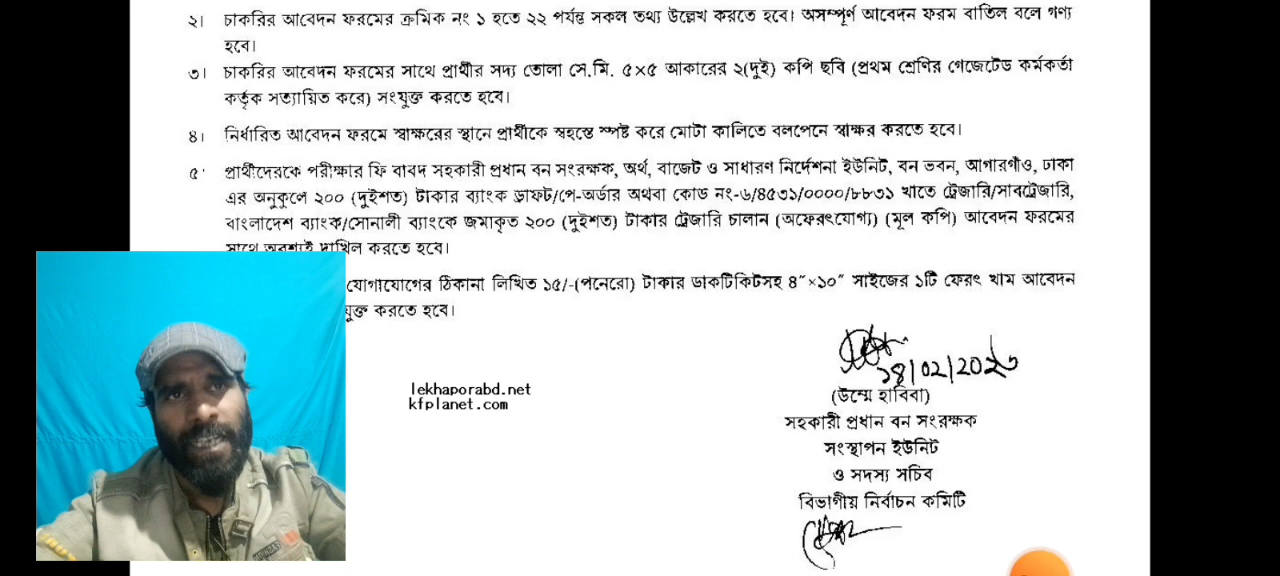 ২। চাকরির আবেদন ফরমের ক্রমিক নং ১ হতে ২২ পর্যন্ত সকল তথ্য উল্লেখ করতে হবে। অসম্পূর্ণ আবেদন ফরম বাতিল বলে গণ্য
হবে।
৩। চাকরির আবেদন ফরমের সাথে প্রার্থীর সদ্য তোলা সে.মি. ৫×৫ আকারের ২(দুই) কপি ছবি (প্রথম শ্রেণির গেজেটেড কর্মকর্তা
কর্তৃক সত্যায়িত করে) সংযুক্ত করতে হবে।
৪। নির্ধারিত আবেদন ফরমে স্বাক্ষরের স্থানে প্রার্থীকে স্বহস্তে স্পষ্ট করে মোটা কালিতে বলপেনে স্বাক্ষর করতে হবে।
৫ প্রার্থীদেরকে পরীক্ষার ফি বাবদ সহকারী প্রধান বন সংরক্ষক, অর্থ, বাজেট ও সাধারণ নির্দেশনা ইউনিট, বন ভবন, আগারগাঁও, ঢাকা
এর অনুকুলে ২০০ (দুইশত) টাকার ব্যাংক ড্রাফট/পে-অর্ডার অথবা কোড নং-৬/৪৫৩১/০০০০/৮৮৩১ খাতে ট্রেজারি/সাবট্রেজারি,
বাংলাদেশ ব্যাংক/সোনালী ব্যাংকে জমাকৃত ২০০ (দুইশত) টাকার ট্রেজারি চালান (অফেরৎযোগ্য) (মূল কপি) আবেদন ফরমের
সাথে অবশ্যই দাখিল করতে হবে।
যোগাযোগের ঠিকানা লিখিত ১৫/-(পনেরো) টাকার ডাকটিকিটসহ ৪″×১০″ সাইজের ১টি ফেরৎ খাম আবেদন
যুক্ত করতে হবে।
lekhaporabd.net
kfplanet.com
১৪/০২/২০২৩
(উম্মে হাবিবা)
সহকারী প্রধান বন সংরক্ষক
সংস্থাপন ইউনিট
ও সদস্য সচিব
বিভাগীয় নির্বাচন কমিটি